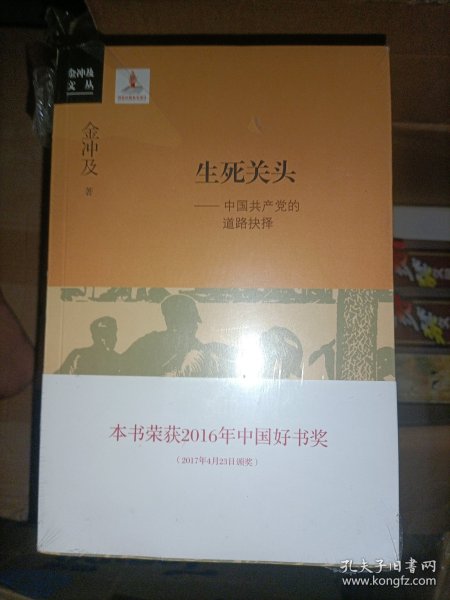 金冲及
文丛
金冲及
著
生死关头
——中国共产党的
道路抉择
本书荣获2016年中国好书奖
(2017年4月23日颁奖)
孔夫子旧书网
www.kongfz.com